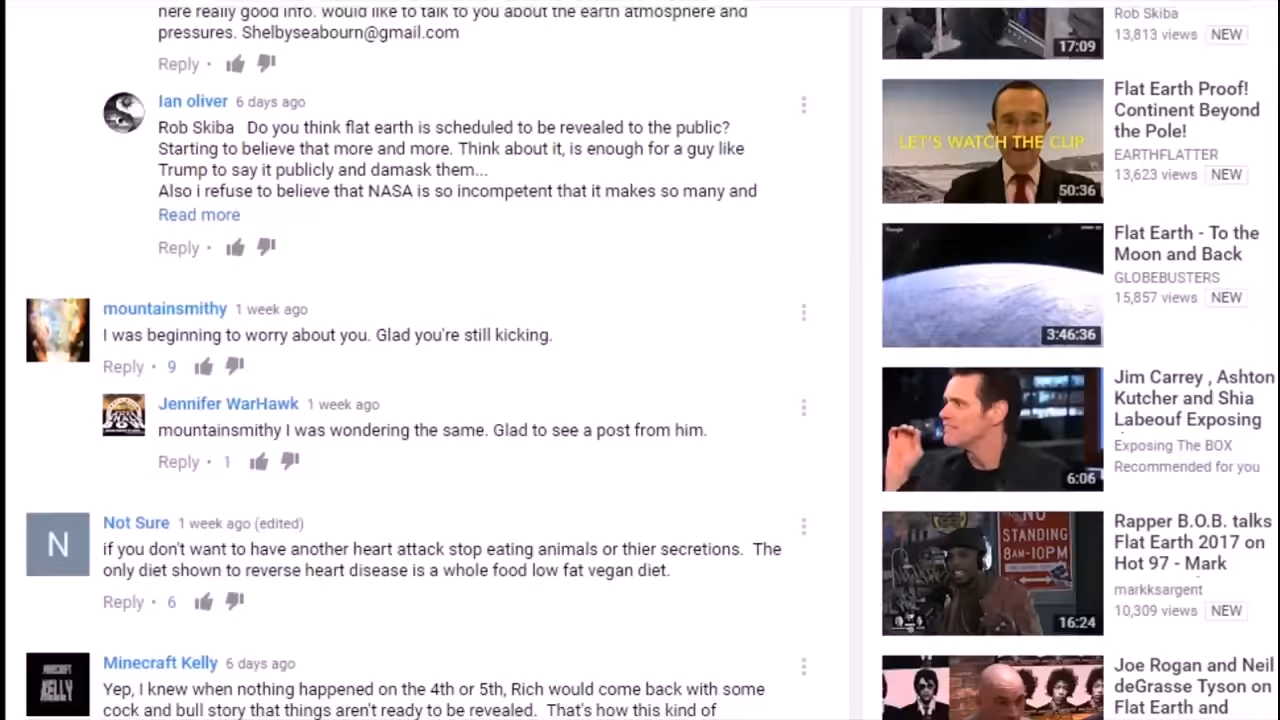 here really good info. would like to talk to you about the earth atmosphere and
pressures. Shelbyseabourn@gmail.com
Reply •
Ian oliver 6 days ago
Rob Skiba Do you think flat earth is scheduled to be revealed to the public?
Starting to believe that more and more. Think about it, is enough for a guy like
Trump to say it publicly and damask them...
Also i refuse to believe that NASA is so incompetent that it makes so many and
Read more
Reply •
mountainsmithy 1 week ago
I was beginning to worry about you. Glad you're still kicking.
Reply • 9
Jennifer WarHawk 1 week ago
mountainsmithy I was wondering the same. Glad to see a post from him.
Reply • 1
N
Not Sure 1 week ago (edited)
if you don't want to have another heart attack stop eating animals or thier secretions. The
only diet shown to reverse heart disease is a whole food low fat vegan diet.
Reply • 6
MINECRAFT
KELLY
Minecraft Kelly 6 days ago
Yep, I knew when nothing happened on the 4th or 5th, Rich would come back with some
cock and bull story that things aren't ready to be revealed. That's how this kind of
17:09
Rob Skiba
13,813 views NEW
LET'S WATCH THE CLIP
50:36
Flat Earth Proof!
Continent Beyond
the Pole!
EARTHFLATTER
13,623 views NEW
Google
3:46:36
Flat Earth - To the
Moon and Back
GLOBEBUSTERS
15,857 views NEW
6:06
Jim Carrey , Ashton
Kutcher and Shia
Labeouf Exposing
Exposing The BOX
Recommended for you
NO
STANDING
8AM-10PM
16:24
Rapper B.O.B. talks
Flat Earth 2017 on
Hot 97 - Mark
markksargent
10,309 views NEW
Joe Rogan and Neil
deGrasse Tyson on
Flat Earth and